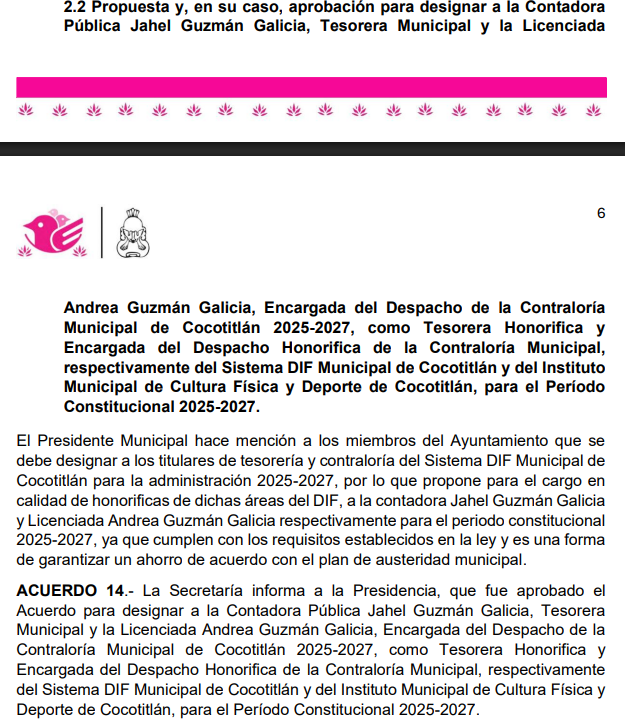 2.2 Propuesta y, en su caso, aprobación para designar a la Contadora
Pública Jahel Guzmán Galicia, Tesorera Municipal y la Licenciada
6
Andrea Guzmán Galicia, Encargada del Despacho de la Contraloría
Municipal de Cocotitlán 2025-2027, como Tesorera Honorifica y
Encargada del Despacho Honorifica de la Contraloría Municipal,
respectivamente del Sistema DIF Municipal de Cocotitlán y del Instituto
Municipal de Cultura Física y Deporte de Cocotitlán, para el Período
Constitucional 2025-2027.
El Presidente Municipal hace mención a los miembros del Ayuntamiento que se
debe designar a los titulares de tesorería y contraloría del Sistema DIF Municipal de
Cocotitlán para la administración 2025-2027, por lo que propone para el cargo en
calidad de honorificas de dichas áreas del DIF, a la contadora Jahel Guzmán Galicia
y Licenciada Andrea Guzmán Galicia respectivamente para el periodo constitucional
2025-2027, ya que cumplen con los requisitos establecidos en la ley y es una forma
de garantizar un ahorro de acuerdo con el plan de austeridad municipal.
ACUERDO 14.- La Secretaría informa a la Presidencia, que fue aprobado el
Acuerdo para designar a la Contadora Pública Jahel Guzmán Galicia, Tesorera
Municipal y la Licenciada Andrea Guzmán Galicia, Encargada del Despacho de la
Contraloría Municipal de Cocotitlán 2025-2027, como Tesorera Honorifica y
Encargada del Despacho Honorifica de la Contraloría Municipal, respectivamente
del Sistema DIF Municipal de Cocotitlán y del Instituto Municipal de Cultura Física y
Deporte de Cocotitlán, para el Período Constitucional 2025-2027.